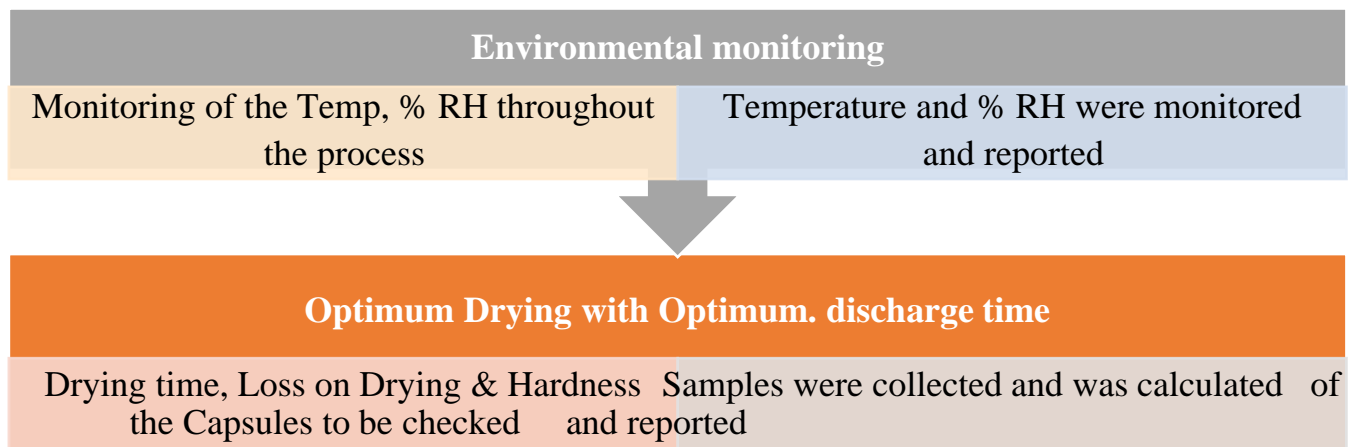 Environmental monitoring
Monitoring of the Temp, % RH throughout
the process
Temperature and % RH were monitored
and reported
Optimum Drying with Optimum. discharge time
Drying time, Loss on Drying & Hardness Samples were collected and was calculated of
the Capsules to be checked and reported